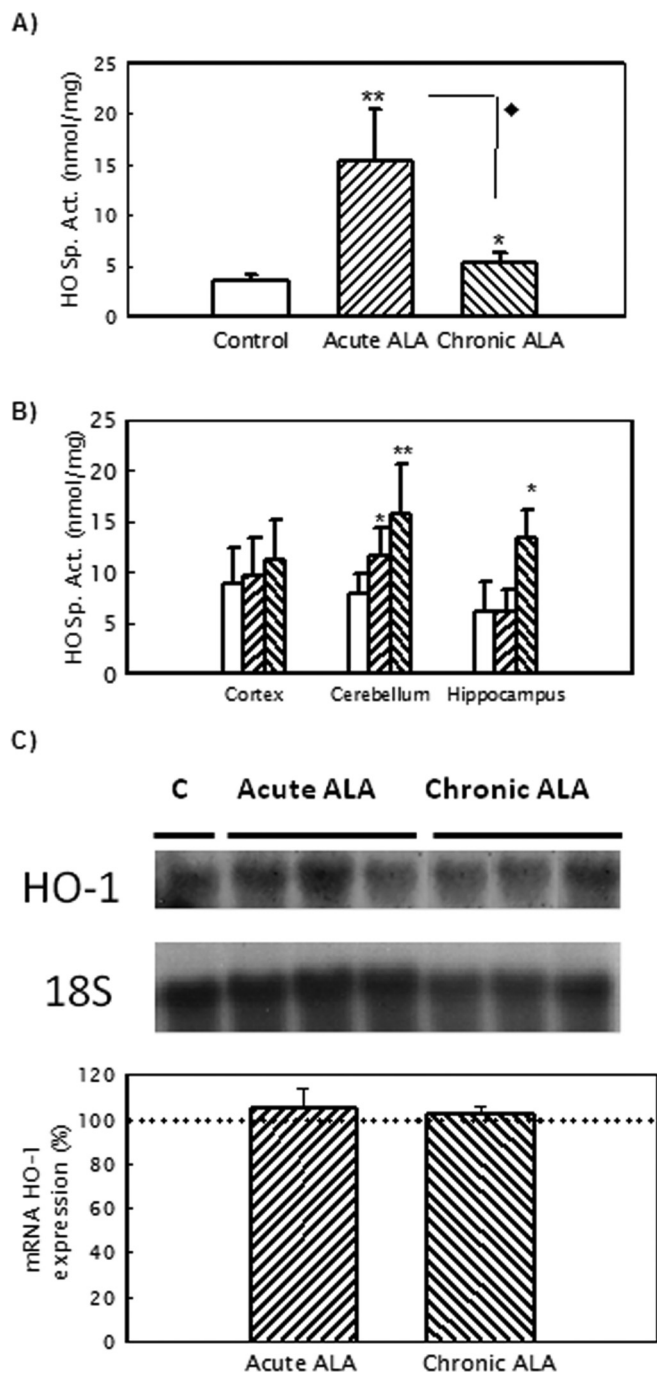 A)
HO Sp. Act. (nmol/mg)
25
20
15
10
5
0
**
◆
*
Control Acute ALA Chronic ALA
B)
HO Sp. Act. (nmol/mg)
25
20
15
10
5
0
*
**
*
Cortex Cerebellum Hippocampus
C)
C Acute ALA Chronic ALA
HO-1
18S
mRNA HO-1
expression (%)
120
100
80
60
40
20
0
Acute ALA Chronic ALA